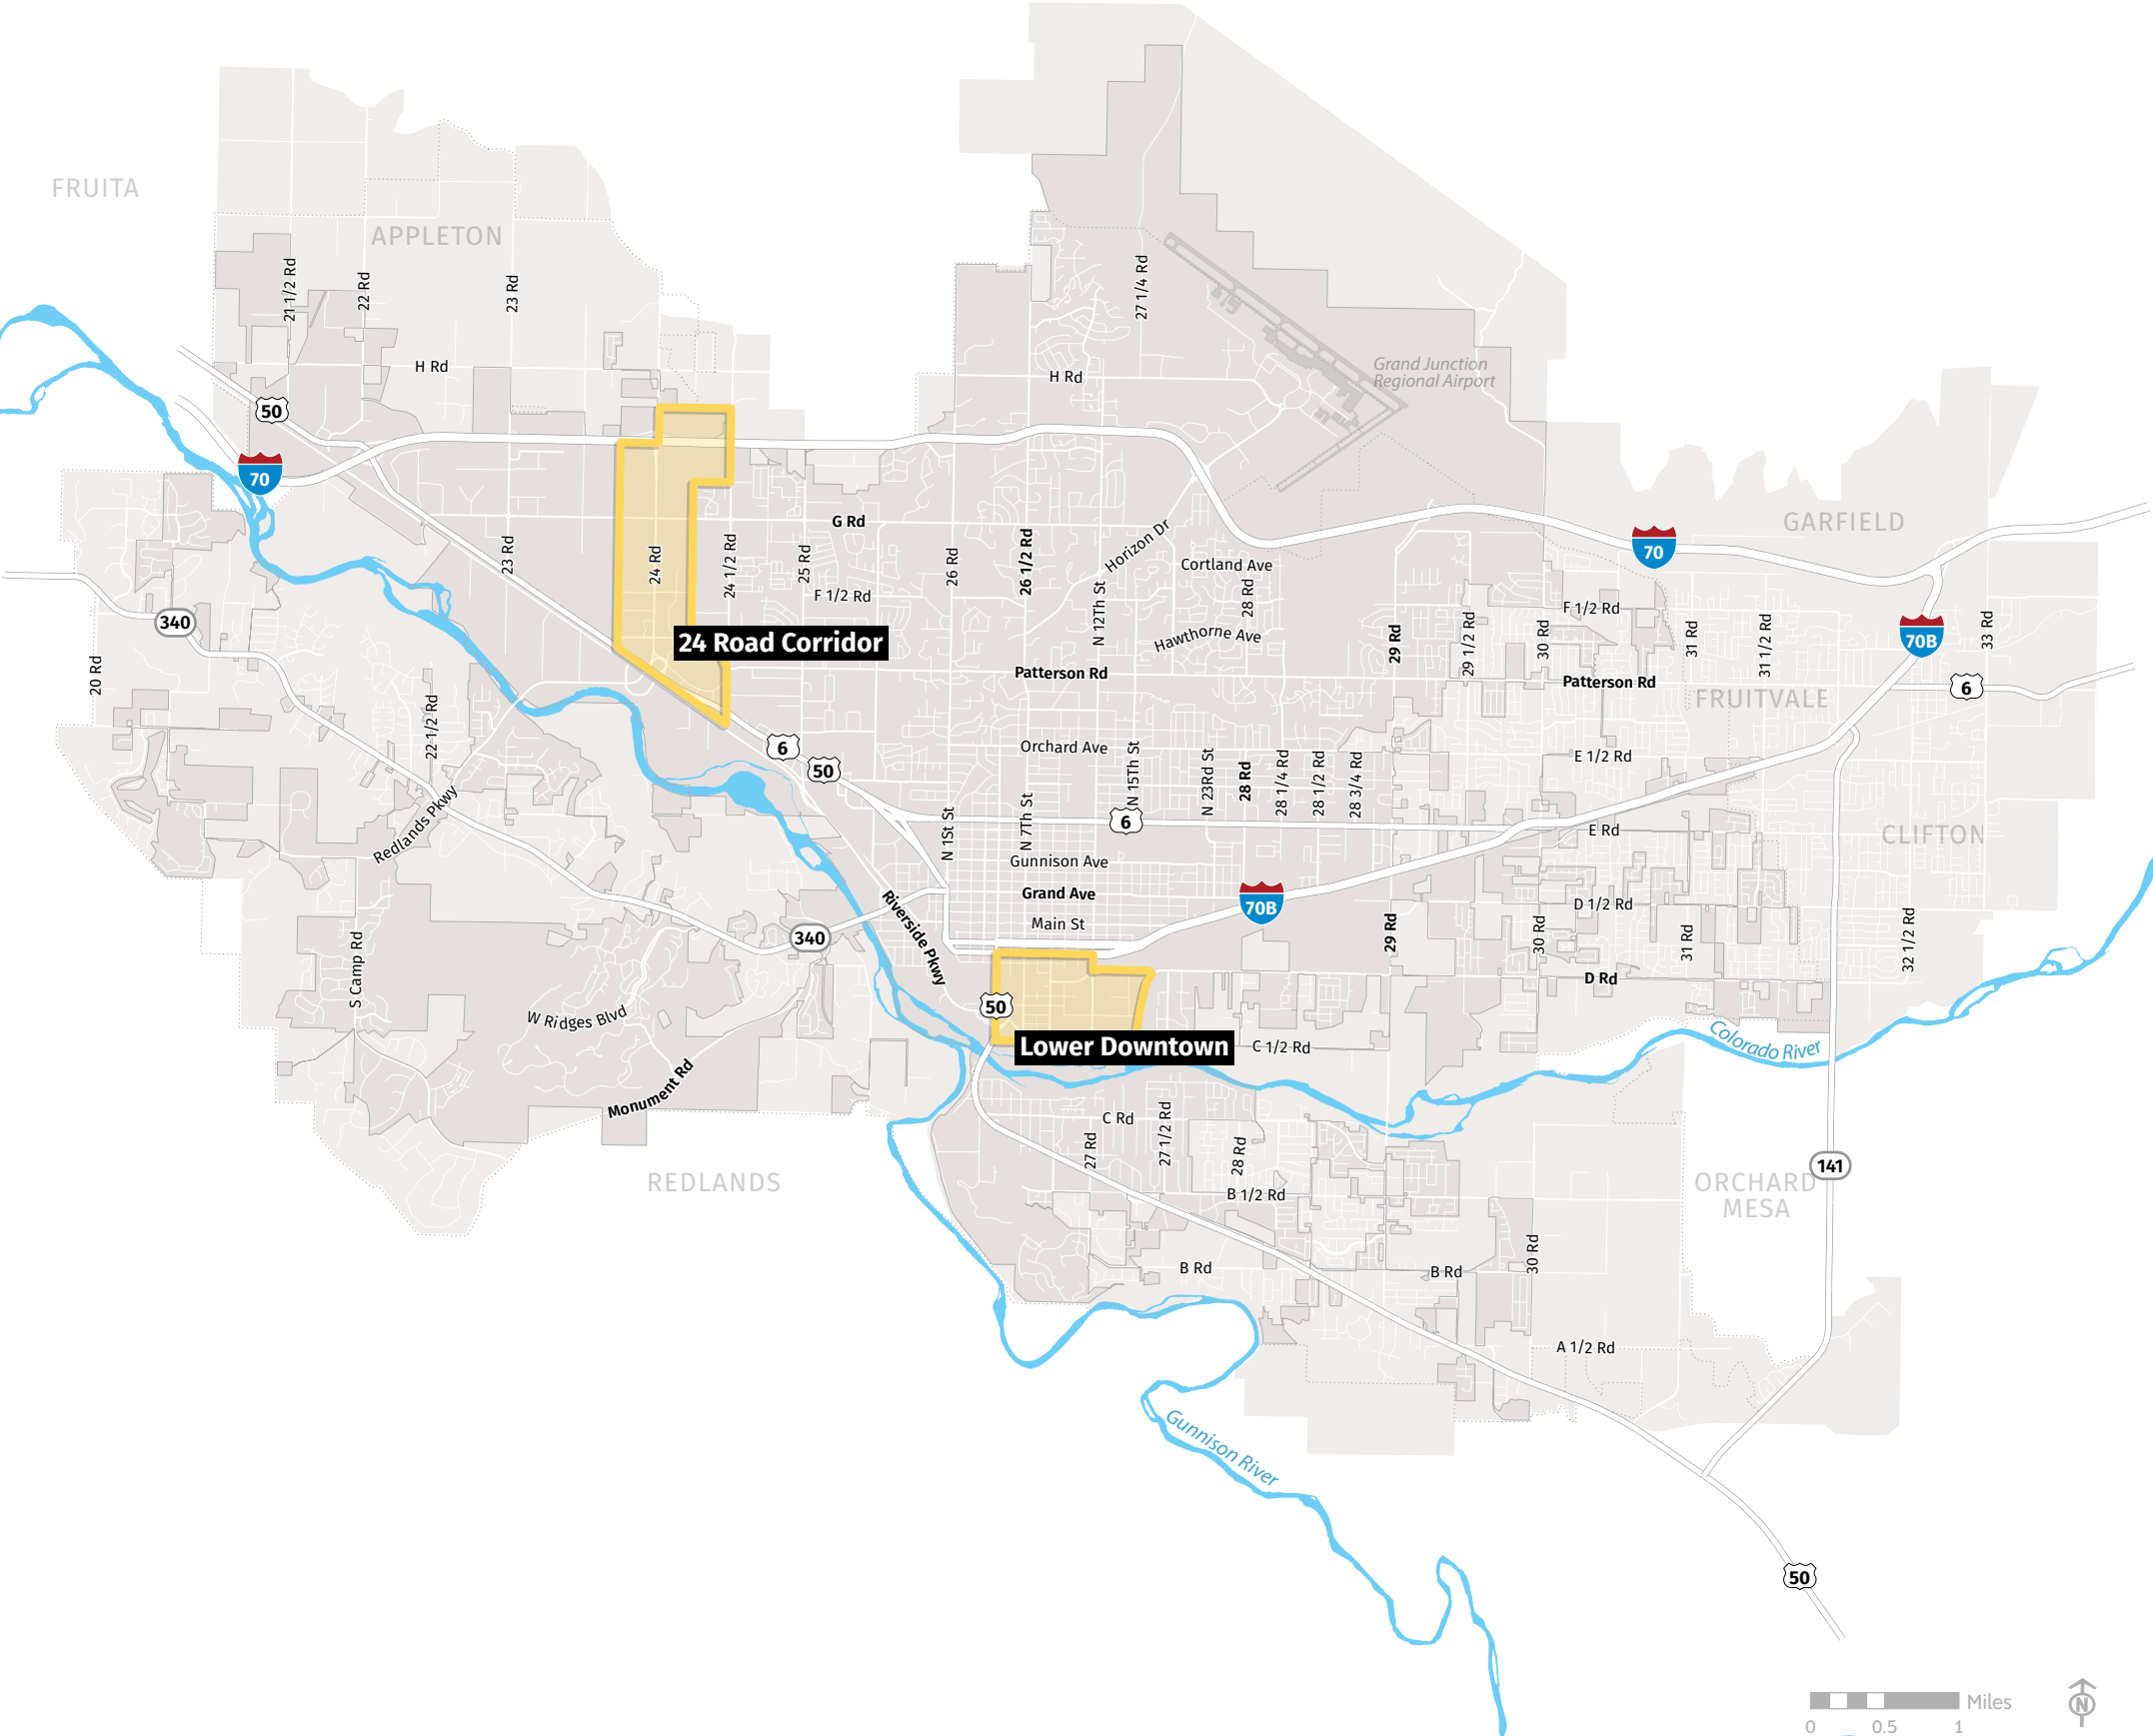 FRUITA
APPLETON
21 1/2 Rd
22 Rd
23 Rd
27 1/4 Rd
H Rd
H Rd
Grand Junction
Regional Airport
50
70
G Rd
GARFIELD
70
23 Rd
24 Rd
24 1/2 Rd
25 Rd
26 Rd
26 1/2 Rd
Horizon Dr
Cortland Ave
F 1/2 Rd
N 12Th St
28 Rd
F 1/2 Rd
340
Hawthorne Ave
29 Rd
29 1/2 Rd
30 Rd
31 Rd
31 1/2 Rd
70B
33 Rd
24 Road Corridor
20 Rd
Patterson Rd
Patterson Rd
6
FRUITVALE
22 1/2 Rd
6
50
Orchard Ave
N 15Th St
N 23Rd St
28 Rd
28 1/4 Rd
28 1/2 Rd
28 3/4 Rd
E 1/2 Rd
Redlands Pkwy
N 1St St
N 7Th St
6
E Rd
CLIFTON
Gunnison Ave
Grand Ave
70B
D 1/2 Rd
Main St
Riverside Pkwy
340
29 Rd
30 Rd
31 Rd
32 1/2 Rd
S Camp Rd
D Rd
50
W Ridges Blvd
Lower Downtown
C 1/2 Rd
Colorado River
Monument Rd
C Rd
27 Rd
27 1/2 Rd
28 Rd
141
REDLANDS
B 1/2 Rd
ORCHARD
MESA
30 Rd
B Rd
B Rd
A 1/2 Rd
Gunnison River
50
Miles
0
0.5
1
N